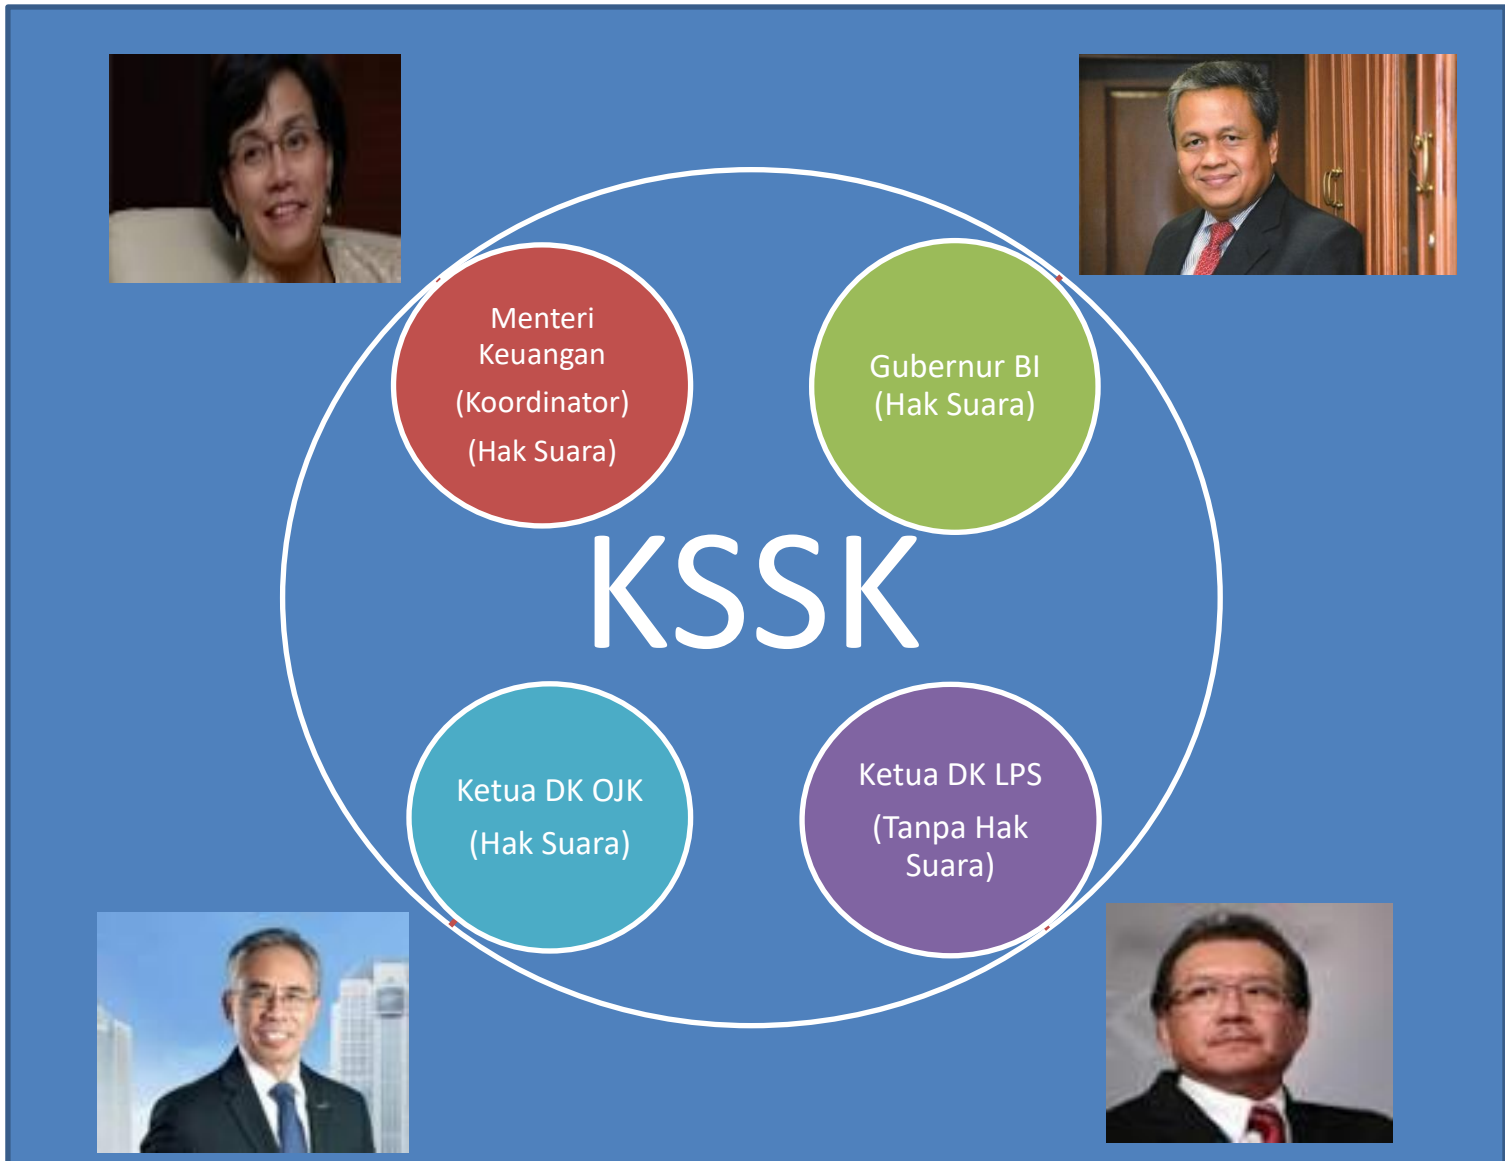 Menteri
Keuangan
(Koordinator)
(Hak Suara)
Gubernur BI
(Hak Suara)
KSSK
Ketua DK OJK
(Hak Suara)
Ketua DK LPS
(Tanpa Hak
Suara)